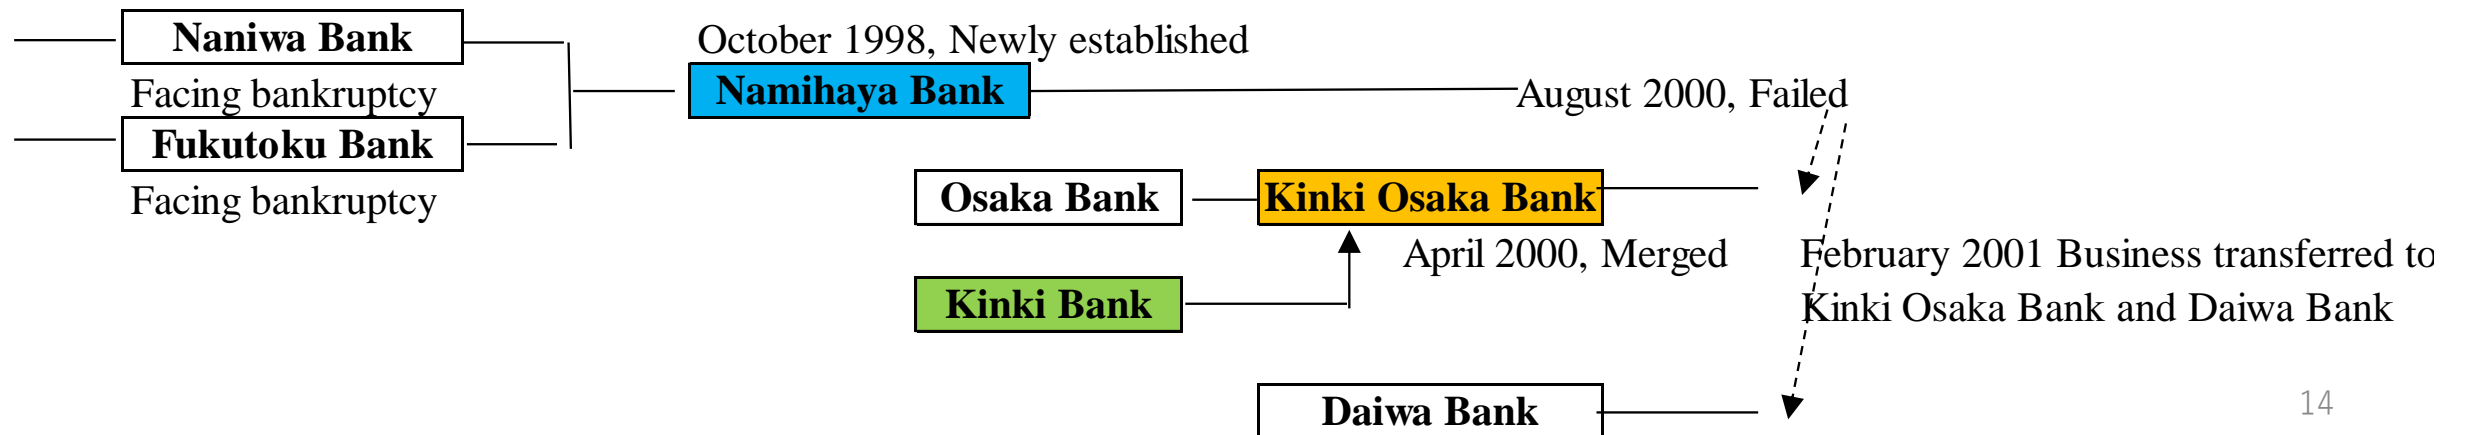 Naniwa Bank
Facing bankruptcy
Fukutoku Bank
Facing bankruptcy
October 1998, Newly established
Namihaya Bank
August 2000, Failed
Osaka Bank
Kinki Osaka Bank
April 2000, Merged
Kinki Bank
February 2001 Business transferred to
Kinki Osaka Bank and Daiwa Bank
Daiwa Bank
14